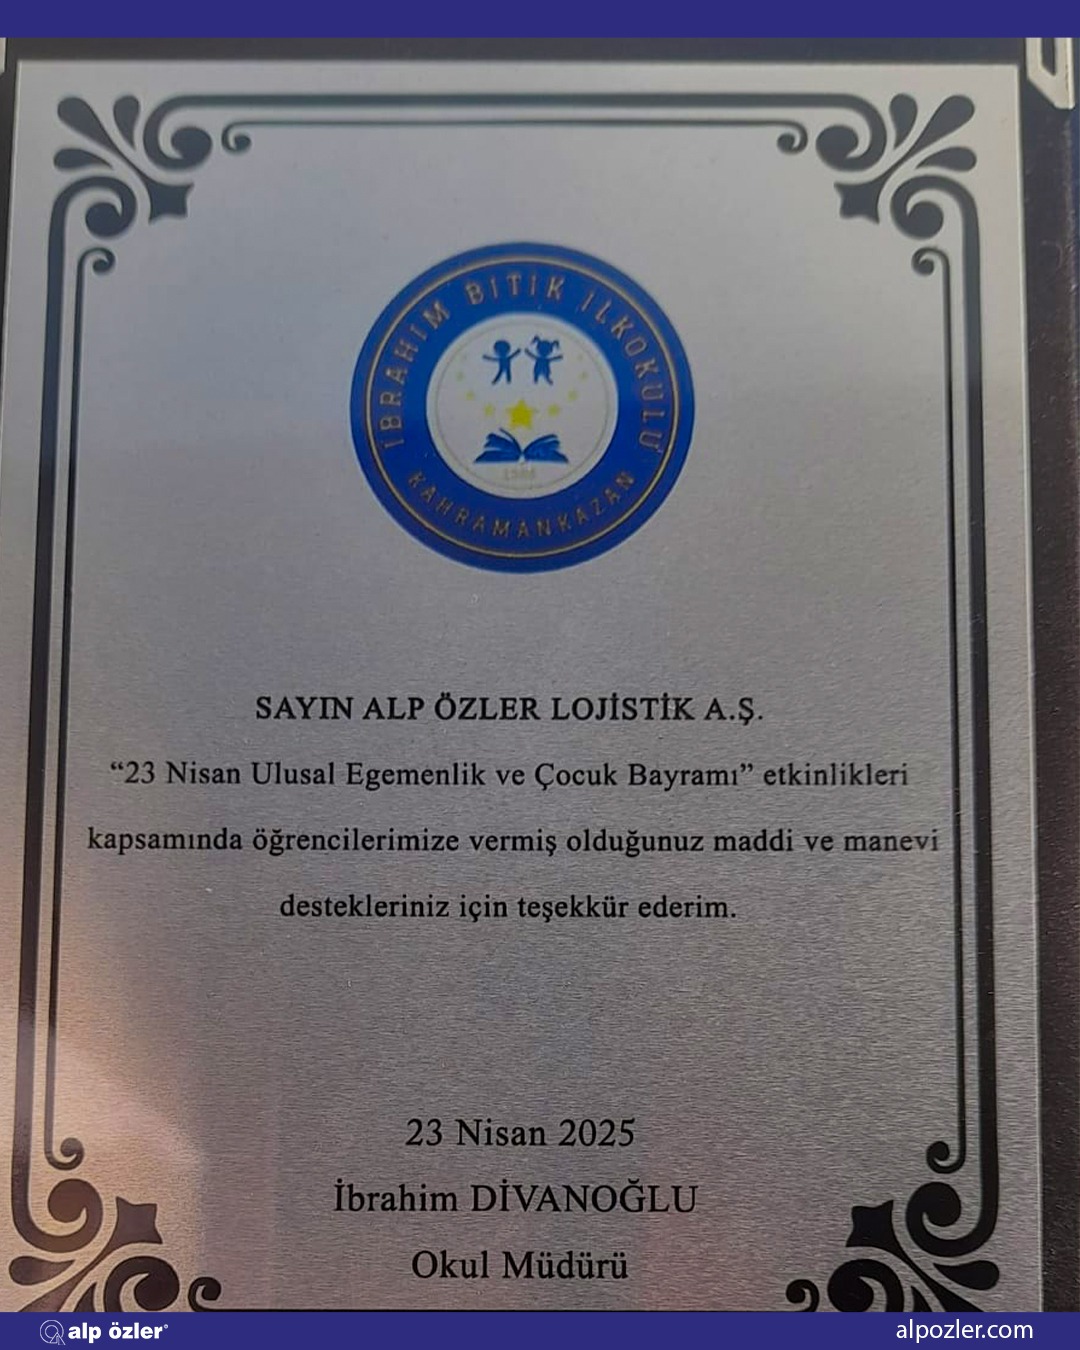 İBRAHİM BİTİK İLKOKULU
KAHRAMANKAZAN
SAYIN ALP ÖZLER LOJİSTİK A.Ş.
“23 Nisan Ulusal Egemenlik ve Çocuk Bayramı” etkinlikleri
kapsamında öğrencilerimize vermiş olduğunuz maddi ve manevi
destekleriniz için teşekkür ederim.
23 Nisan 2025
İbrahim DİVANOĞLU
Okul Müdürü
alp özler®
alpozler.com